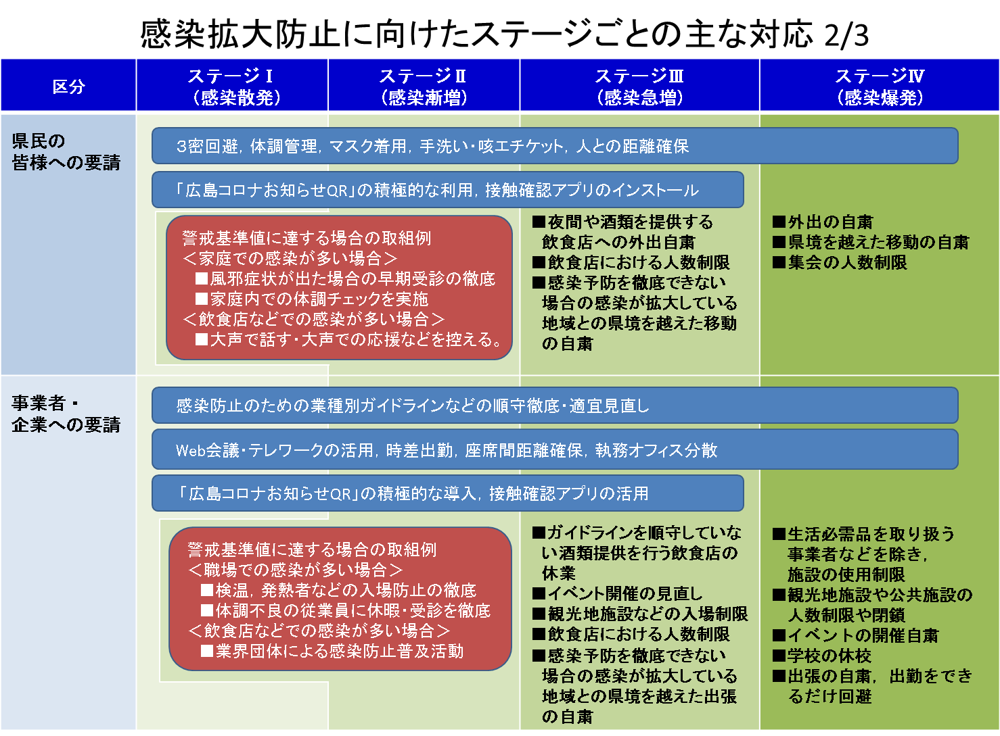 感染拡大防止に向けたステージごとの主な対応 2/3
区分
ステージⅠ
（感染散発）
ステージⅡ
（感染漸増）
ステージⅢ
（感染急増）
ステージⅣ
（感染爆発）
県民の
皆様への要請
３密回避，体調管理，マスク着用，手洗い・咳エチケット，人との距離確保
「広島コロナお知らせQR」の積極的な利用，接触確認アプリのインストール
警戒基準値に達する場合の取組例
＜家庭での感染が多い場合＞
■風邪症状が出た場合の早期受診の徹底
■家庭内での体調チェックを実施
＜飲食店などでの感染が多い場合＞
■大声で話す・大声での応援などを控える。
■夜間や酒類を提供する
飲食店への外出自粛
■飲食店における人数制限
■感染予防を徹底できない
場合の感染が拡大している
地域との県境を越えた移動
の自粛
■外出の自粛
■県境を越えた移動の自粛
■集会の人数制限
事業者・
企業への要請
感染防止のための業種別ガイドラインなどの順守徹底・適宜見直し
Web会議・テレワークの活用，時差出勤，座席間距離確保，執務オフィス分散
「広島コロナお知らせQR」の積極的な導入，接触確認アプリの活用
警戒基準値に達する場合の取組例
＜職場での感染が多い場合＞
■検温，発熱者などの入場防止の徹底
■体調不良の従業員に休暇・受診を徹底
＜飲食店などでの感染が多い場合＞
■業界団体による感染防止普及活動
■ガイドラインを順守していな
い酒類提供を行う飲食店の
休業
■イベント開催の見直し
■観光地施設などの入場制限
■飲食店における人数制限
■感染予防を徹底できない
場合の感染が拡大している
地域との県境を越えた出張
の自粛
■生活必需品を取り扱う
事業者などを除き，
施設の使用制限
■観光地施設や公共施設の
人数制限や閉鎖
■イベントの開催自粛
■学校の休校
■出張の自粛，出勤をでき
るだけ回避